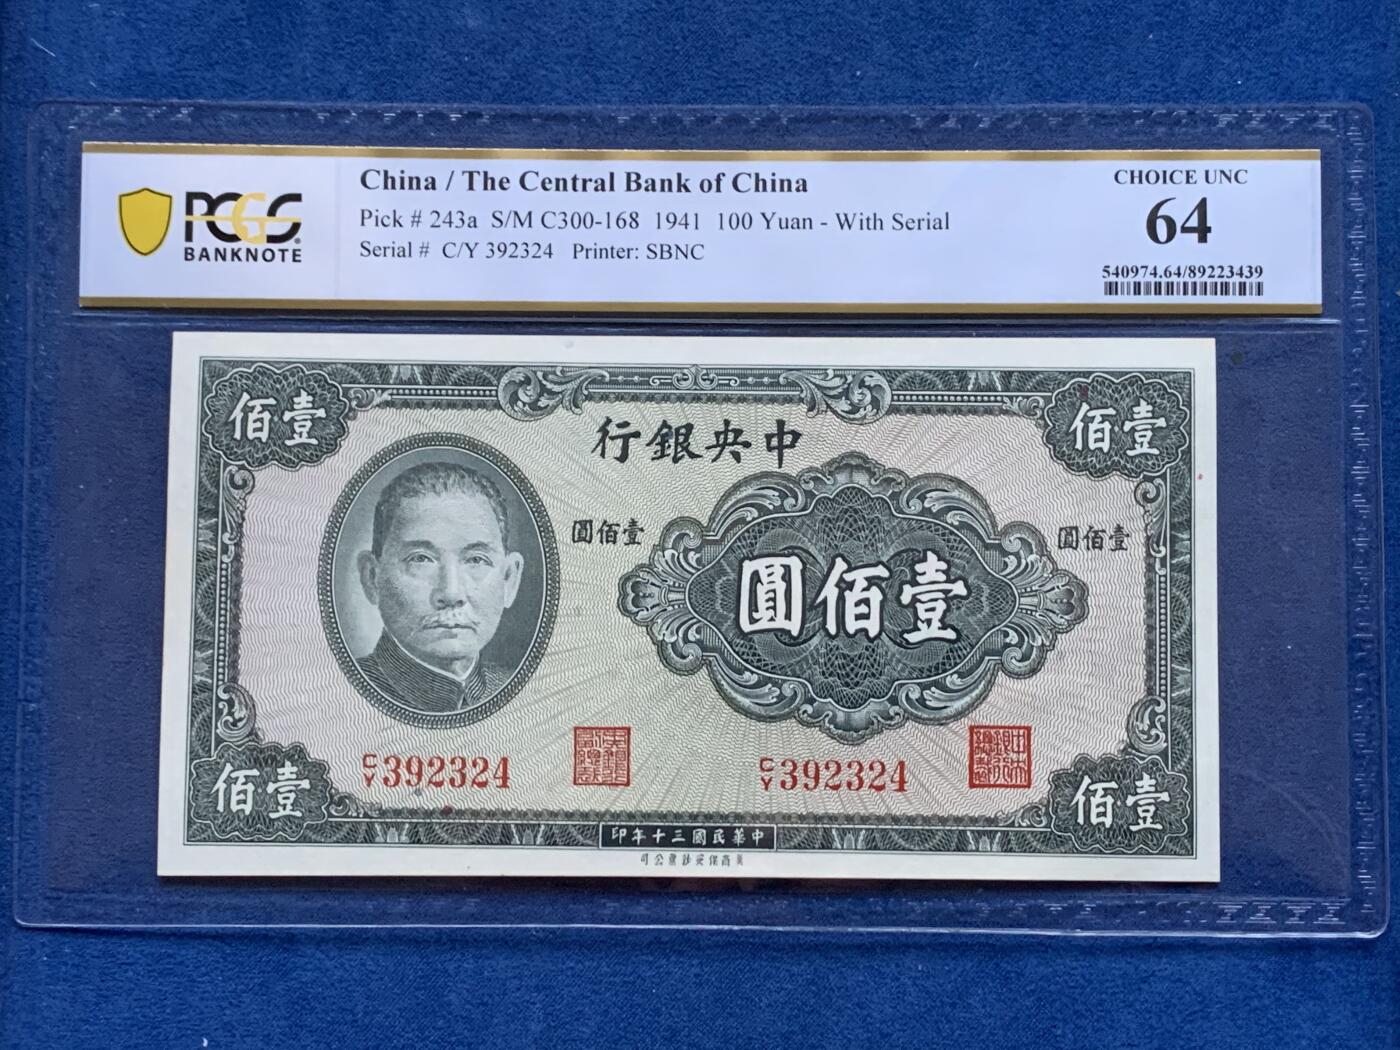 PCGS
BANKNOTE
China / The Central Bank of China
Pick # 243a S/M C300-168 1941 100 Yuan - With Serial
Serial # C/Y 392324 Printer: SBNC
CHOICE UNC
64
540974.64/89223439
佰壹
行銀央中
佰壹
圓佰壹
圓佰壹
圓佰壹
C/Y 392324
C/Y 392324
佰壹
佰壹
印年十三國民華中